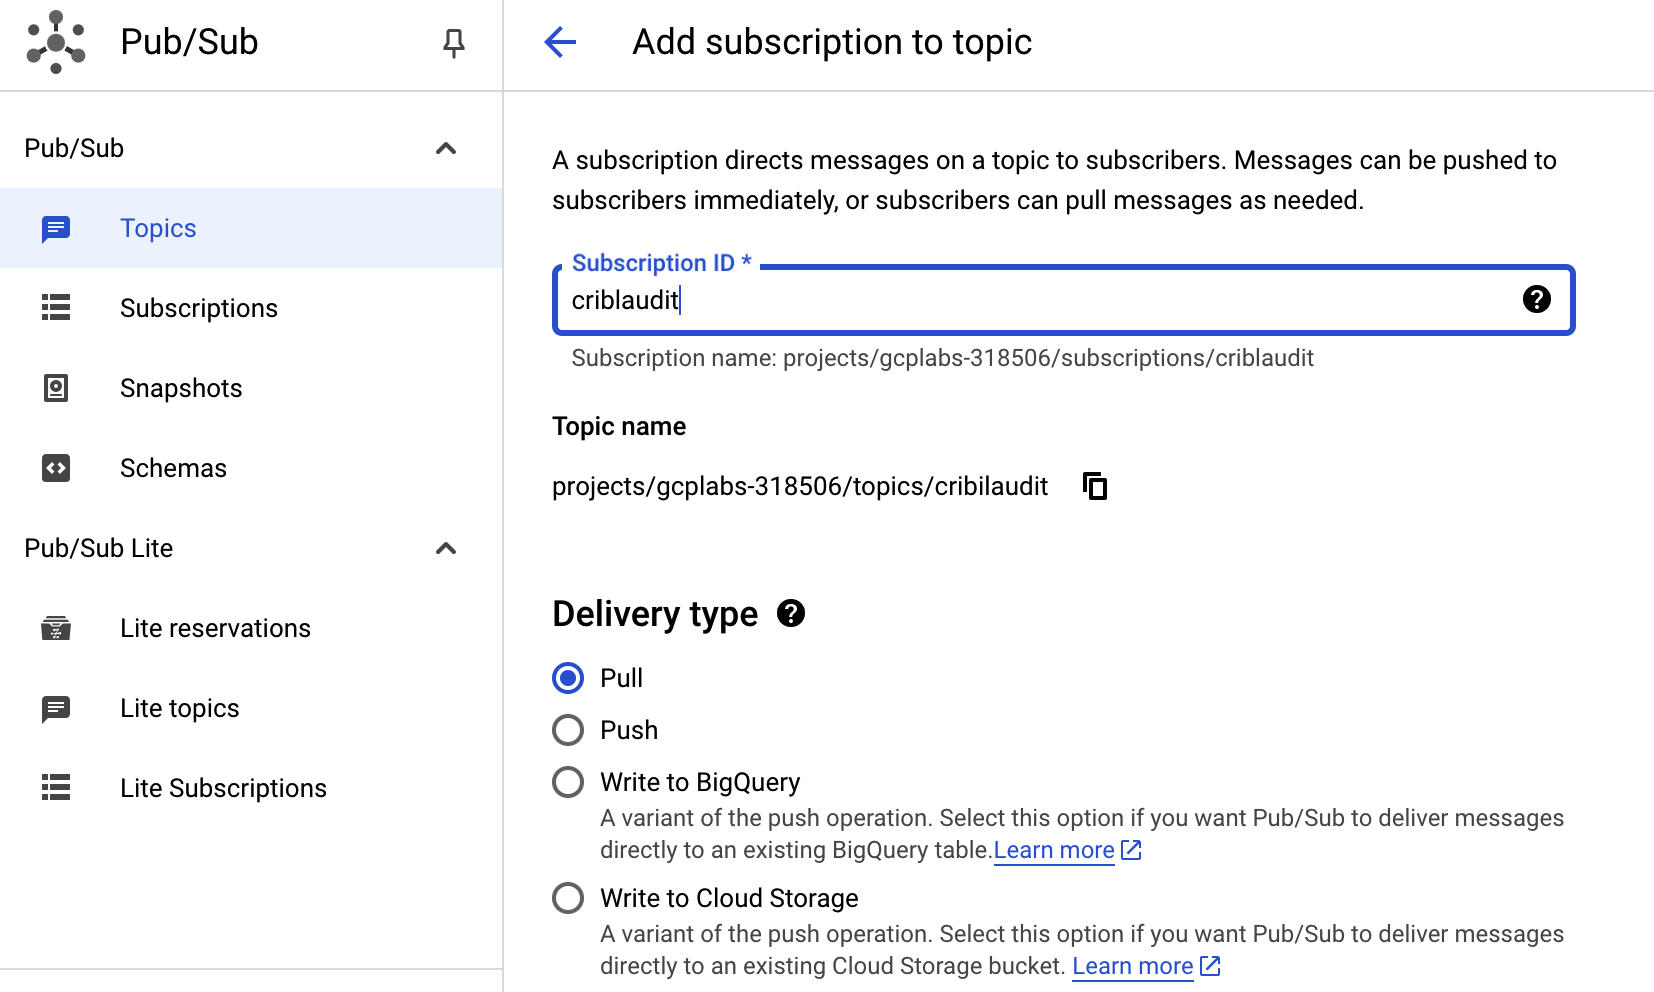 Pub/Sub
Add subscription to topic
Pub/Sub
Topics
Subscriptions
Snapshots
Schemas
Pub/Sub Lite
Lite reservations
Lite topics
Lite Subscriptions
A subscription directs messages on a topic to subscribers. Messages can be pushed to
subscribers immediately, or subscribers can pull messages as needed.
Subscription ID *
criblaudit
Subscription name: projects/gcplabs-318506/subscriptions/criblaudit
Topic name
projects/gcplabs-318506/topics/cribilaudit
Delivery type
Pull
Push
Write to BigQuery
A variant of the push operation. Select this option if you want Pub/Sub to deliver messages
directly to an existing BigQuery table.Learn more
Write to Cloud Storage
A variant of the push operation. Select this option if you want Pub/Sub to deliver messages
directly to an existing Cloud Storage bucket. Learn more